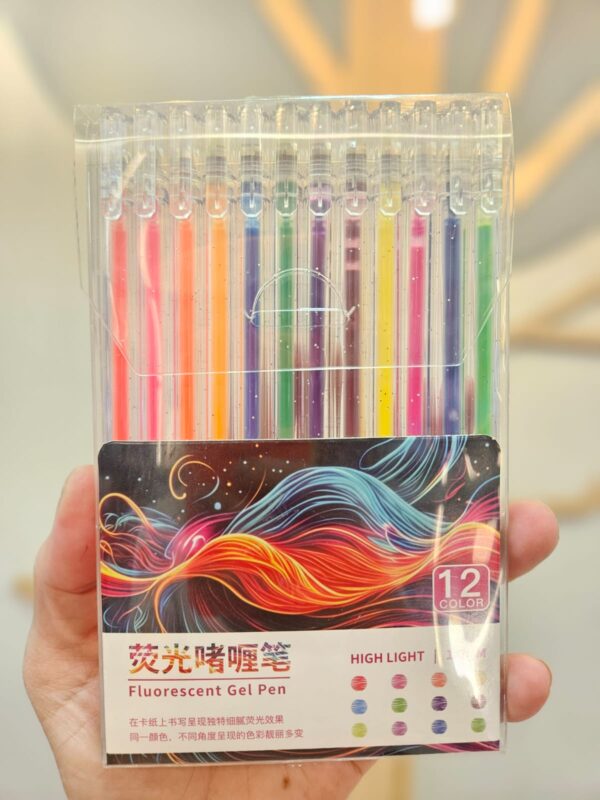 12
COLOR
荧光啫喱笔
Fluorescent Gel Pen
HIGH LIGHT
在卡纸上书写呈现独特细腻荧光效果
同一颜色，不同角度呈现的色彩靓丽多变